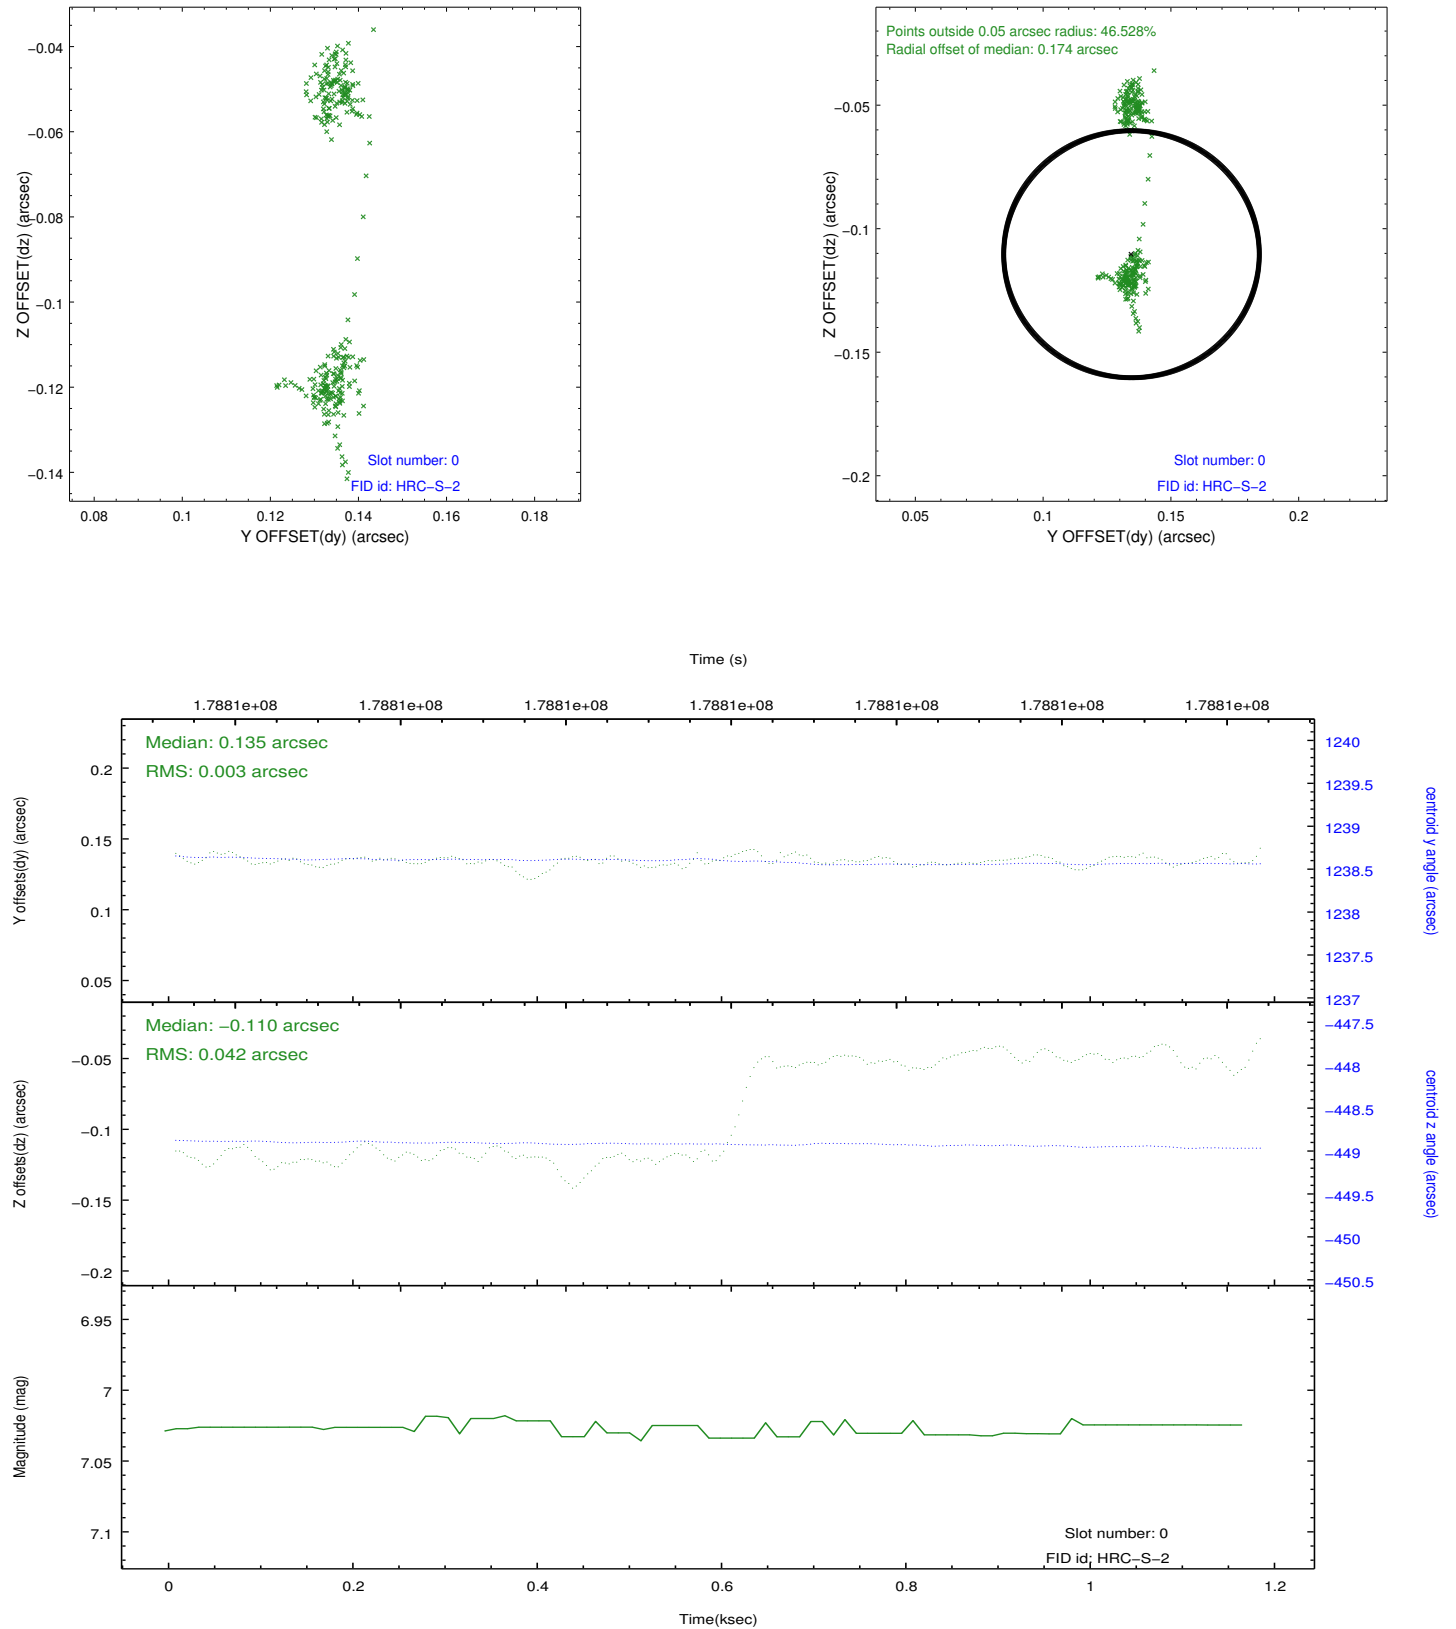 −0.04
−0.06
−0.08
−0.1
−0.12
−0.14
Z OFFSET(dz) (arcsec)
Slot number: 0
FID id: HRC−S−2
0.08 0.1 0.12 0.14 0.16 0.18
Y OFFSET(dy) (arcsec)
Points outside 0.05 arcsec radius: 46.528%
Radial offset of median: 0.174 arcsec
−0.05
−0.1
−0.15
−0.2
Z OFFSET(dz) (arcsec)
Slot number: 0
FID id: HRC−S−2
0.05 0.1 0.15 0.2
Y OFFSET(dy) (arcsec)
Time (s)
1.7881e+08 1.7881e+08 1.7881e+08 1.7881e+08 1.7881e+08 1.7881e+08 1.7881e+08
Median: 0.135 arcsec
RMS: 0.003 arcsec
0.2
0.15
0.1
0.05
Y offsets(dy) (arcsec)
1240
1239.5
1239
1238.5
1238
1237.5
1237
centroid y angle (arcsec)
Median: −0.110 arcsec
RMS: 0.042 arcsec
−0.05
−0.1
−0.15
−0.2
Z offsets(dz) (arcsec)
−447.5
−448
−448.5
−449
−449.5
−450
−450.5
centroid z angle (arcsec)
6.95
7
7.05
7.1
Magnitude (mag)
Slot number: 0
FID id: HRC−S−2
0 0.2 0.4 0.6 0.8 1 1.2
Time(ksec)